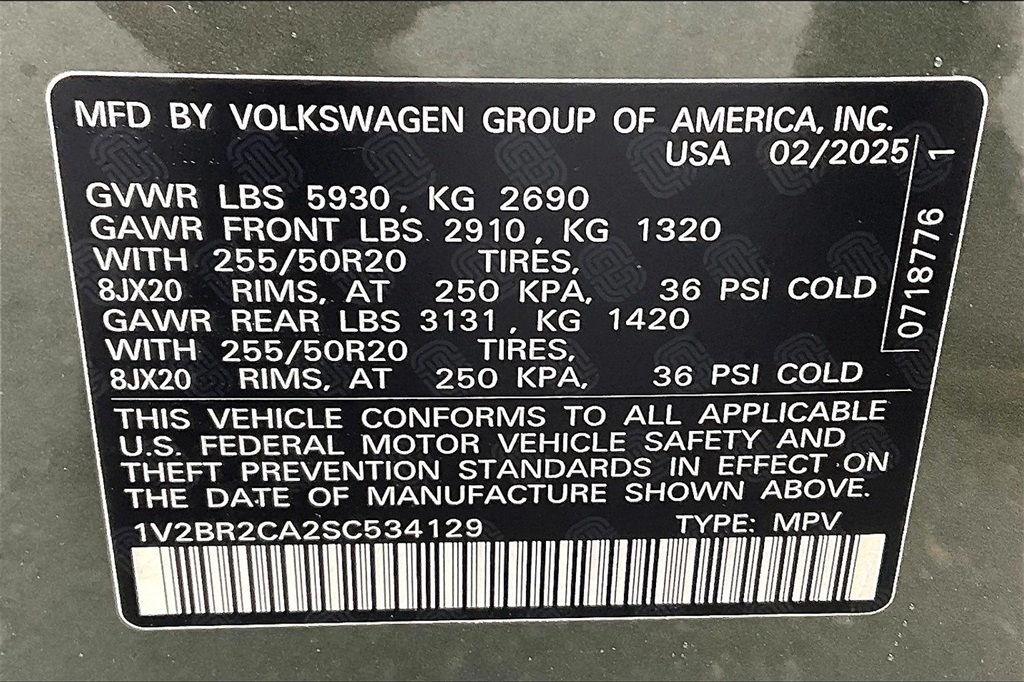 MFD BY VOLKSWAGEN GROUP OF AMERICA, INC.
USA 02/2025
GVWR LBS 5930, KG 2690
GAWR FRONT LBS 2910, KG 1320
WITH 255/50R20 TIRES,
8JX20 RIMS, AT 250 KPA, 36 PSI COLD
GAWR REAR LBS 3131, KG 1420
WITH 255/50R20 TIRES,
8JX20 RIMS, AT 250 KPA, 36 PSI COLD
THIS VEHICLE CONFORMS TO ALL APPLICABLE
U.S. FEDERAL MOTOR VEHICLE SAFETY AND
THEFT PREVENTION STANDARDS IN EFFECT ON
THE DATE OF MANUFACTURE SHOWN ABOVE.
1V2BR2CA2SC534129 TYPE: MPV
0718776 1